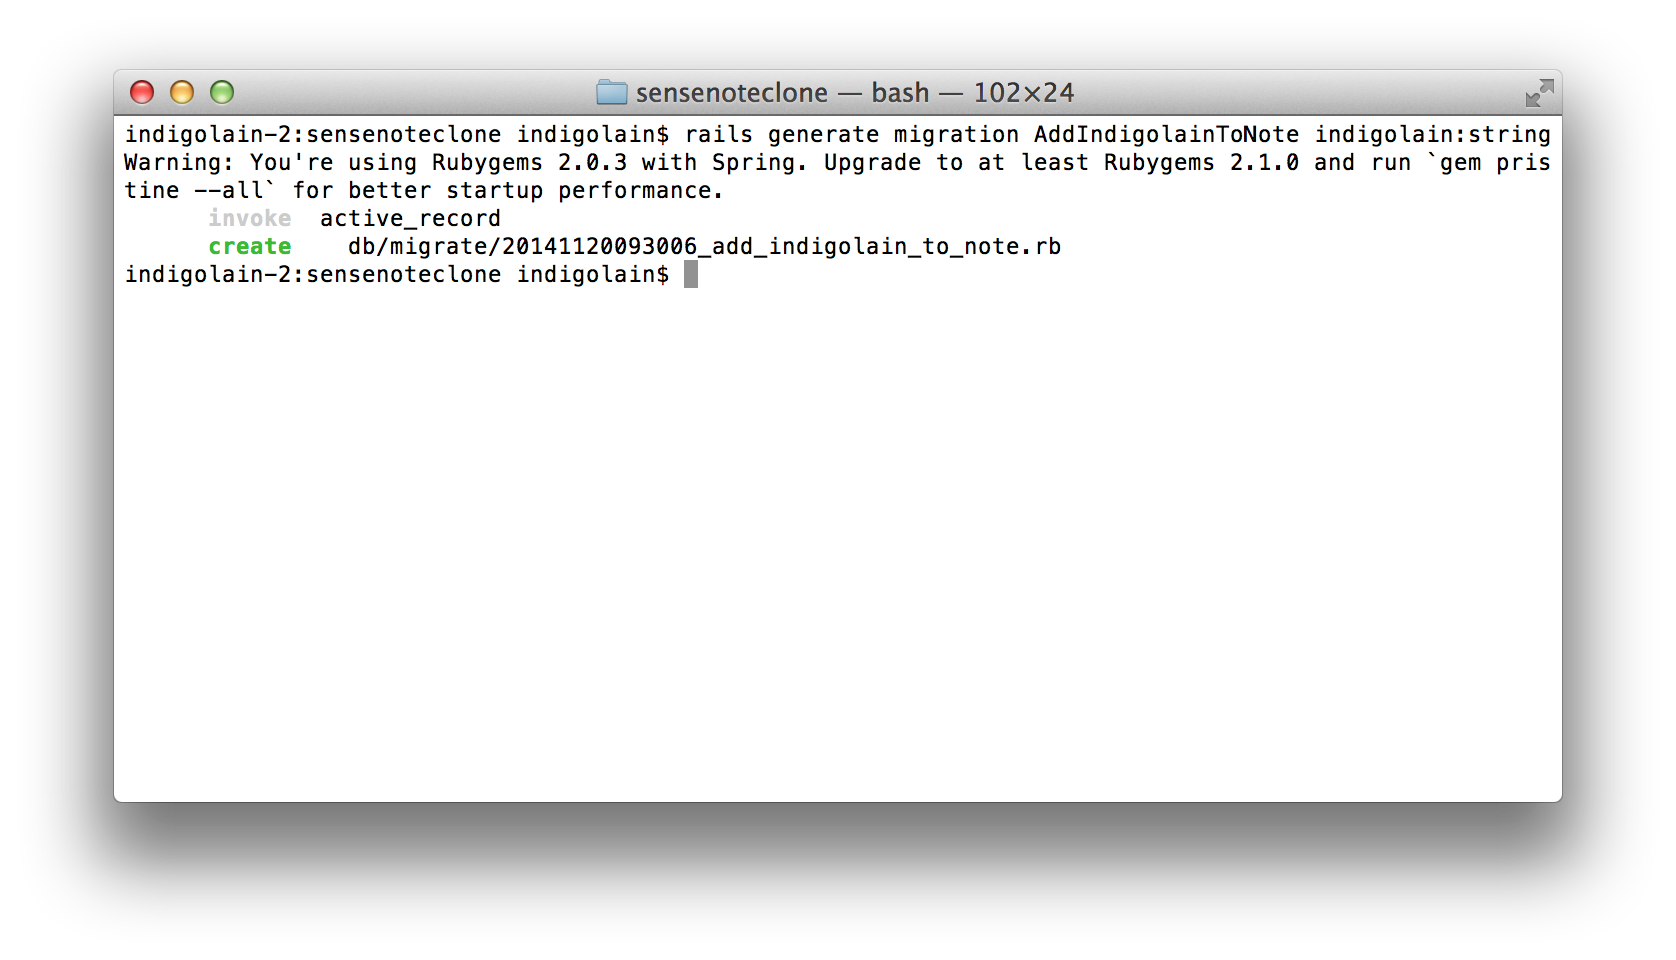 sensenoteclone — bash — 102×24
indigolain-2:sensenoteclone indigolain$ rails generate migration AddIndigolainToNote indigolain:string
Warning: You're using Rubygems 2.0.3 with Spring. Upgrade to at least Rubygems 2.1.0 and run `gem pris
tine --all` for better startup performance.
invoke  active_record
create    db/migrate/20141120093006_add_indigolain_to_note.rb
indigolain-2:sensenoteclone indigolain$